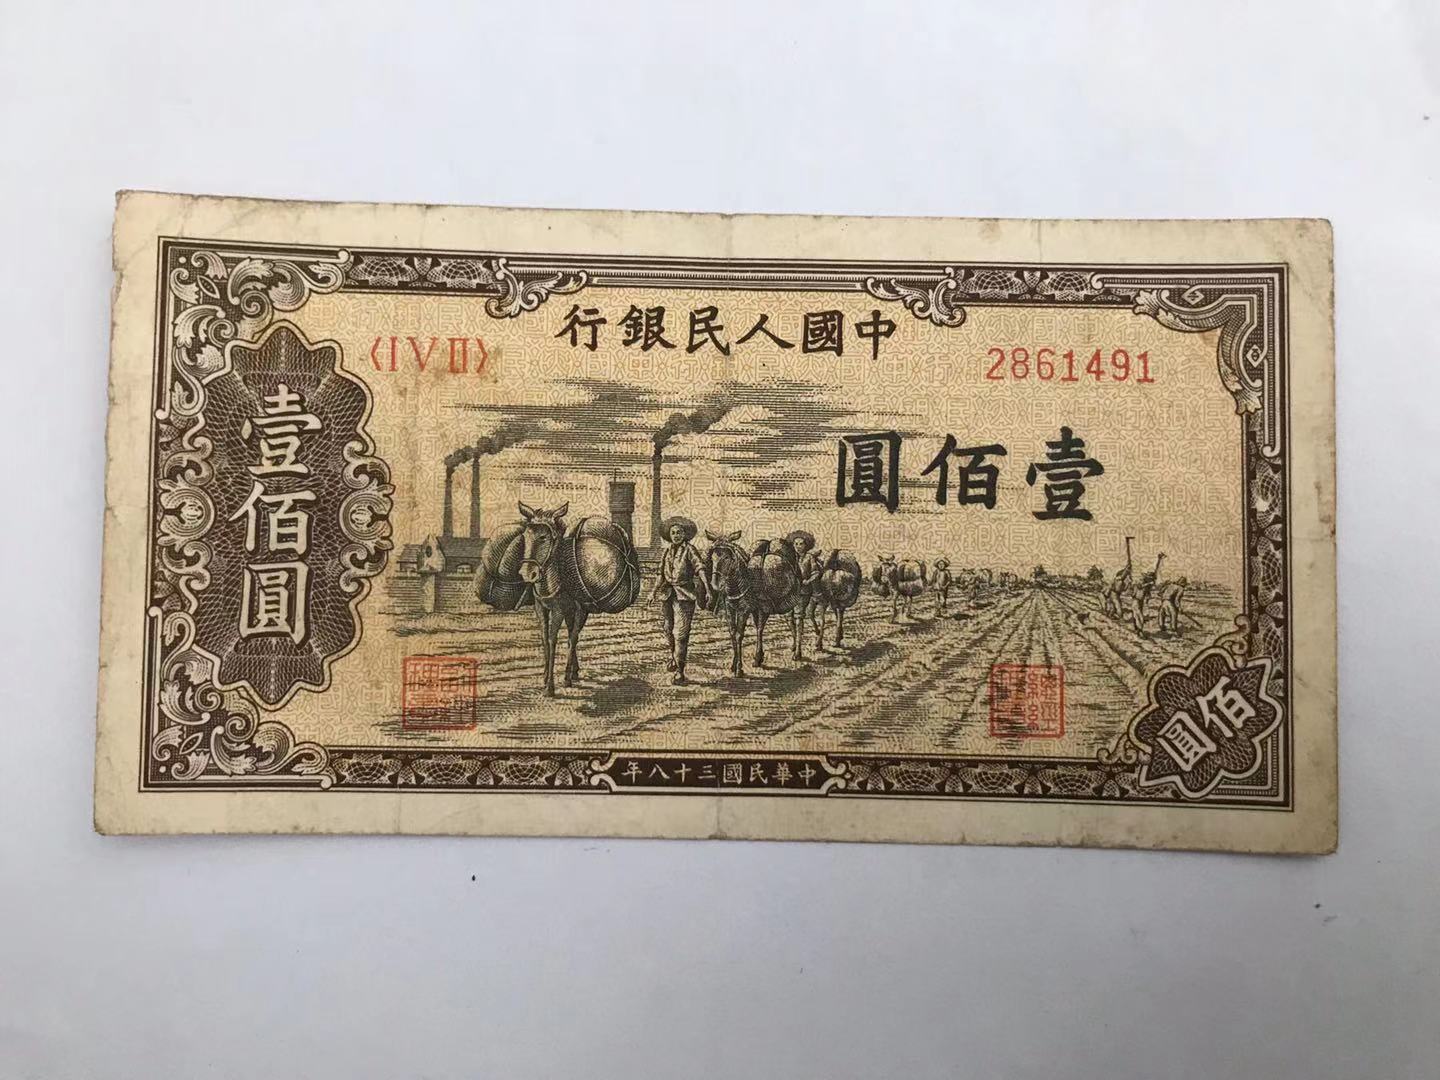 中國人民銀行
〈I V II〉
2861491
壹佰圓
壹佰圓
佰圓
中華民國三十八年